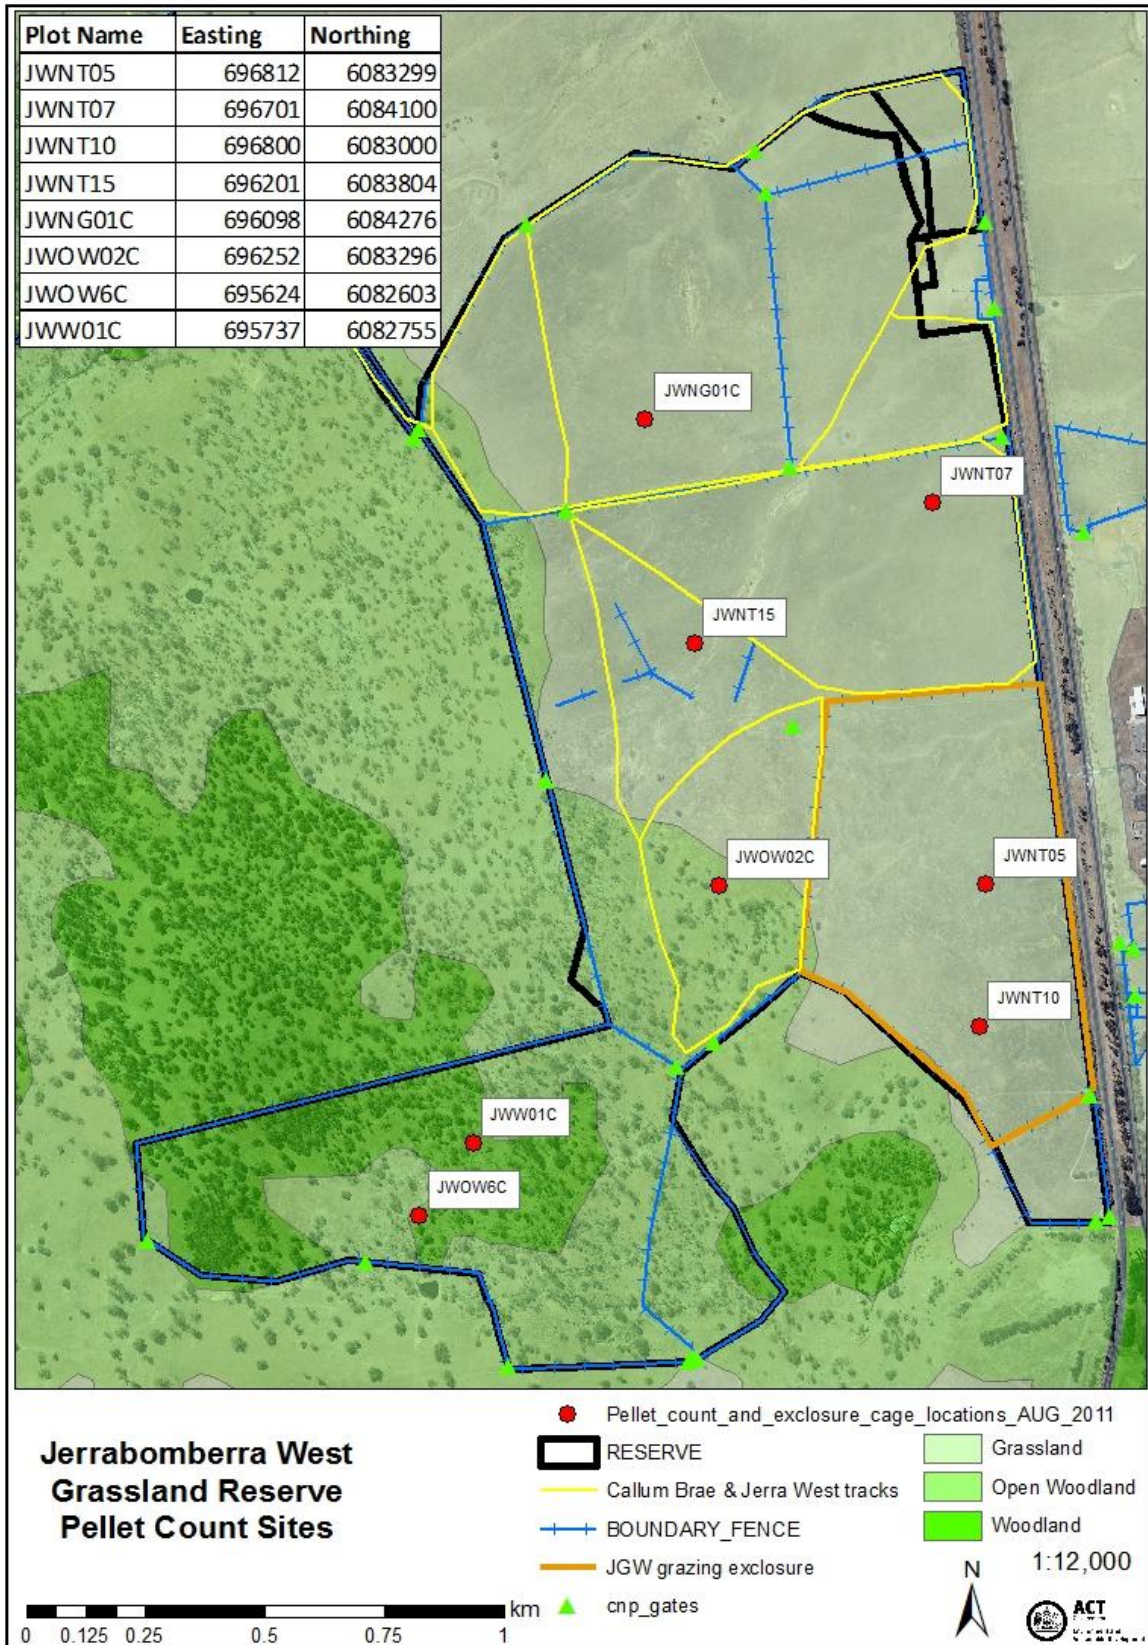 Plot Name Easting Northing
JWNT05 696812 6083299
JWNT07 696701 6084100
JWNT10 696800 6083000
JWNT15 696201 6083804
JWNG01C 696098 6084276
JWOW02C 696252 6083296
JWOW6C 695624 6082603
JWW01C 695737 6082755
JWNG01C
JWNT07
JWNT15
JWOW02C
JWNT05
JWNT10
JWW01C
JWOW6C
Jerrabomberra West
Grassland Reserve
Pellet Count Sites
Pellet_count_and_exclosure_cage_locations_AUG_2011
RESERVE
Callum Brae & Jerra West tracks
BOUNDARY_FENCE
JGW grazing exclosure
cnp_gates
Grassland
Open Woodland
Woodland
N
1:12,000
km
0 0.125 0.25 0.5 0.75 1
ACT